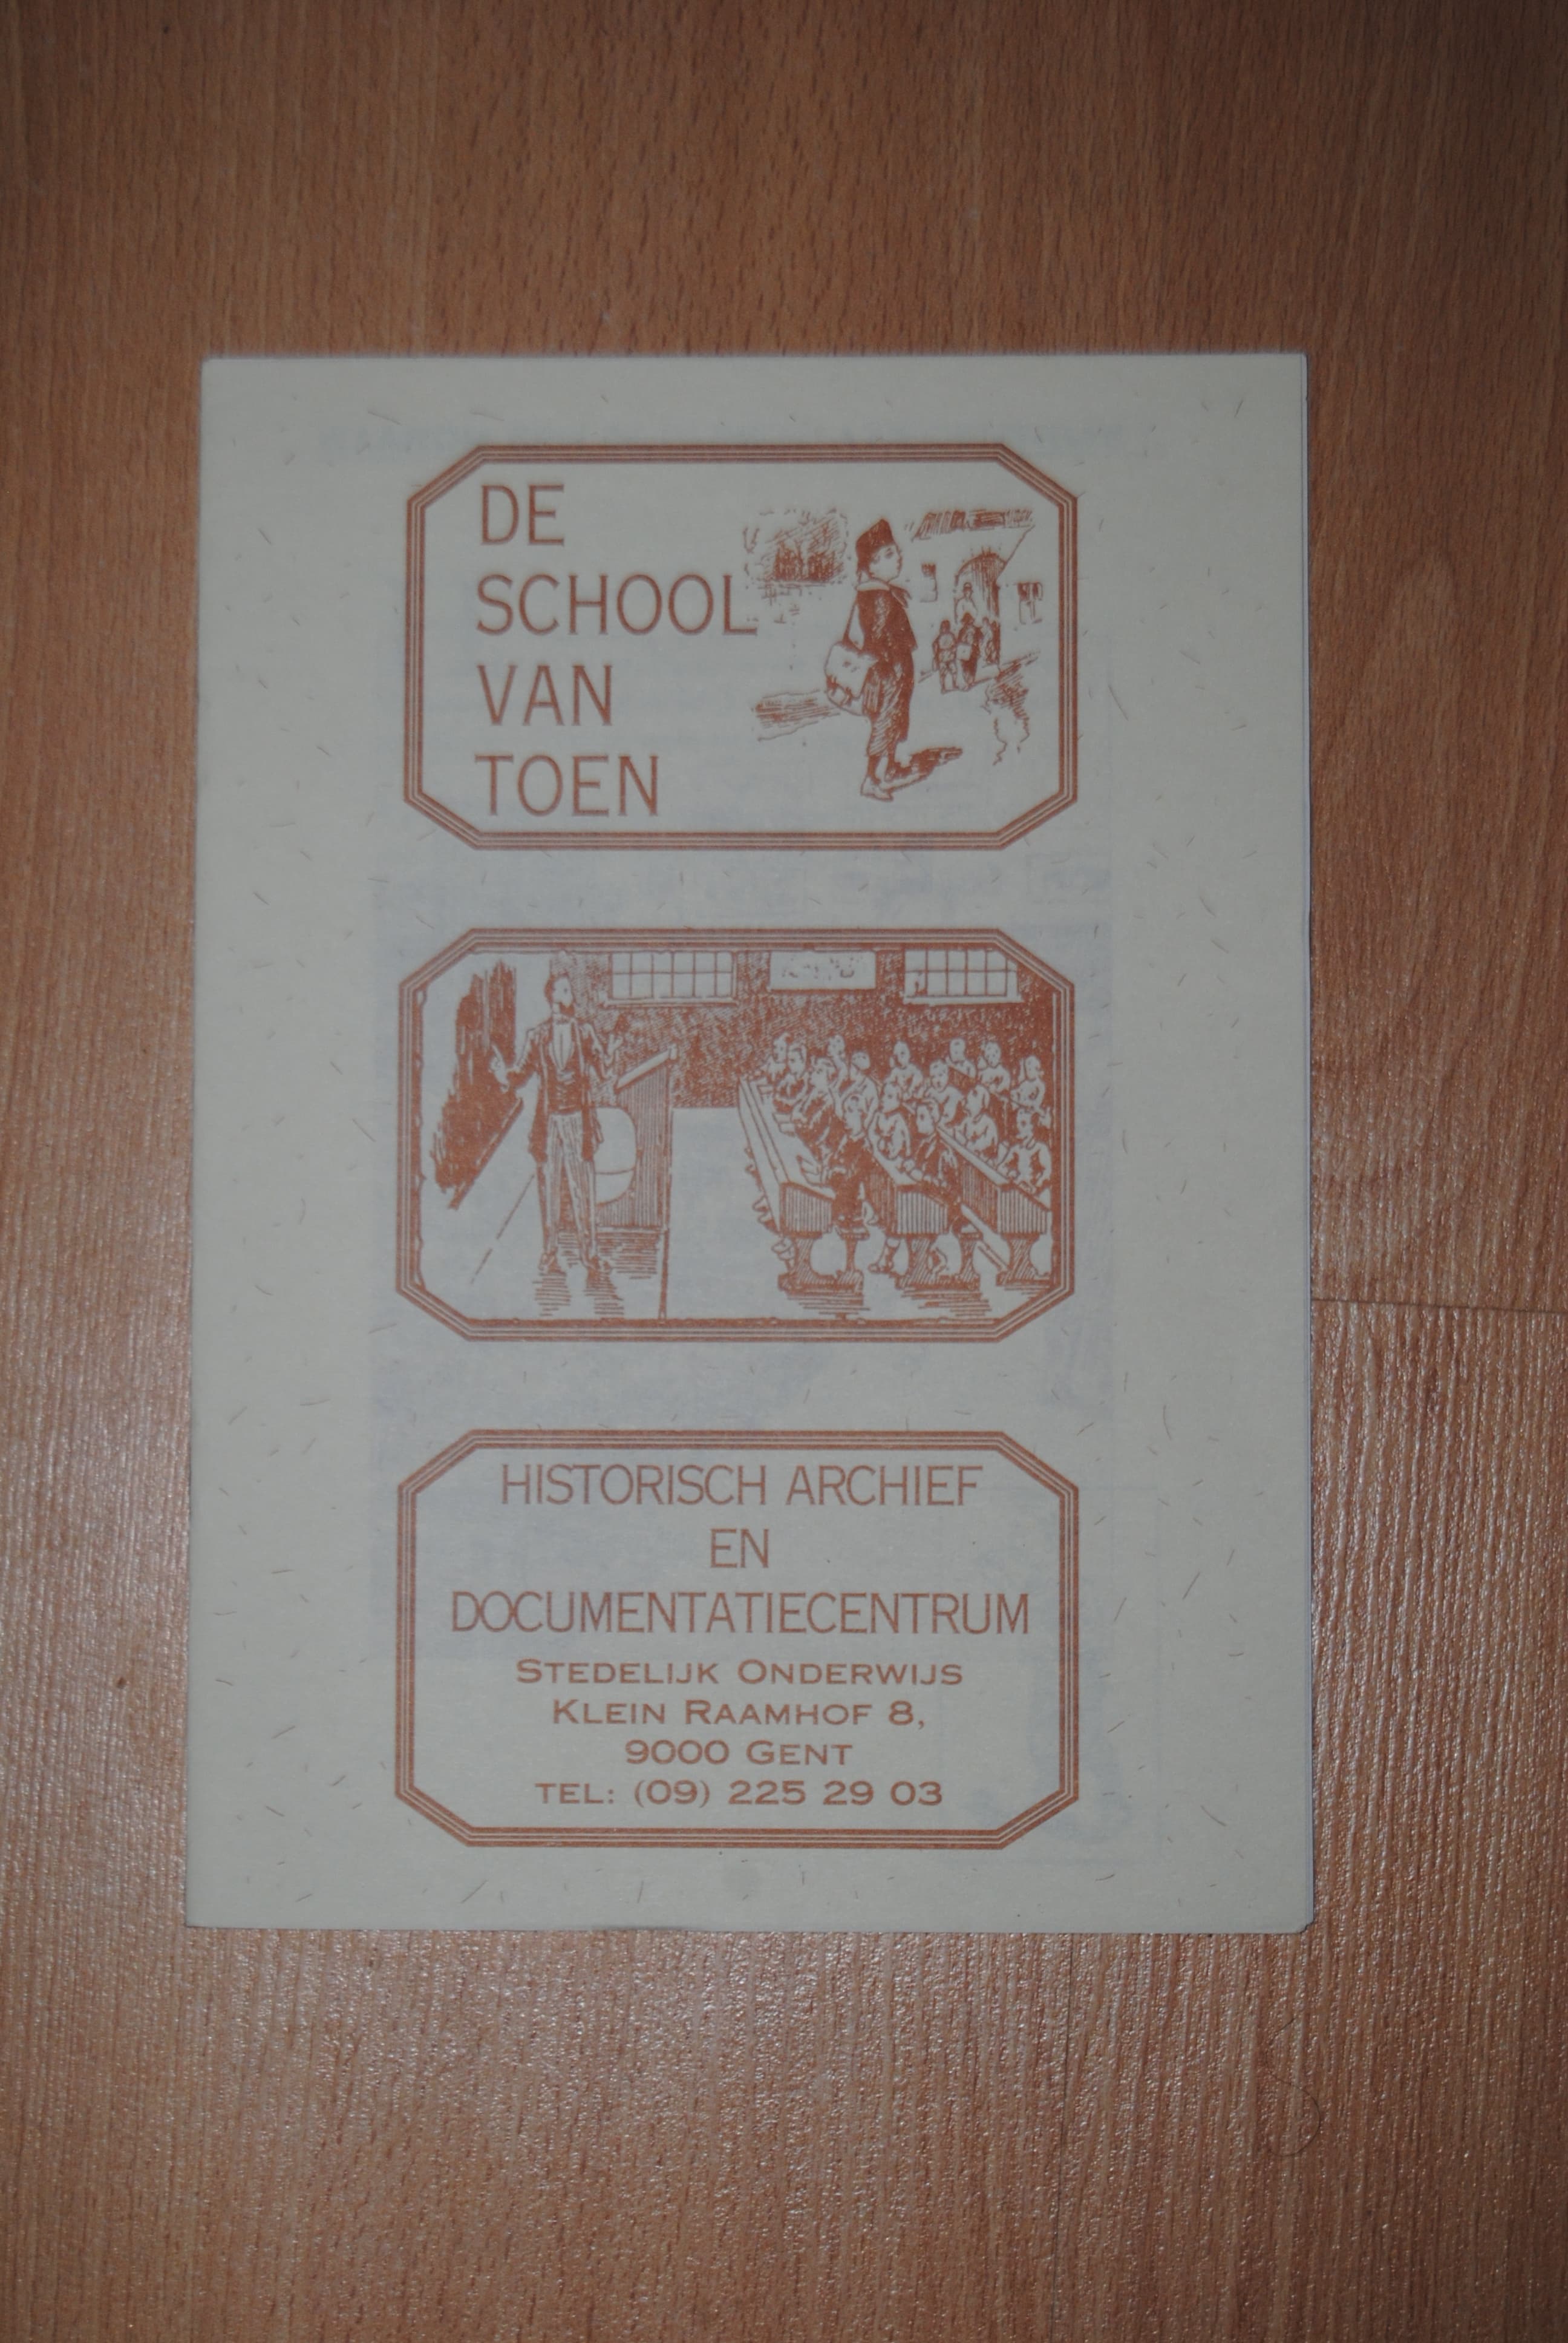 DE
SCHOOL
VAN
TOEN
HISTORISCH ARCHIEF
EN
DOCUMENTATIECENTRUM
STEDELIJK ONDERWIJS
KLEIN RAAMHOF 8,
9000 GENT
TEL: (09) 225 29 03